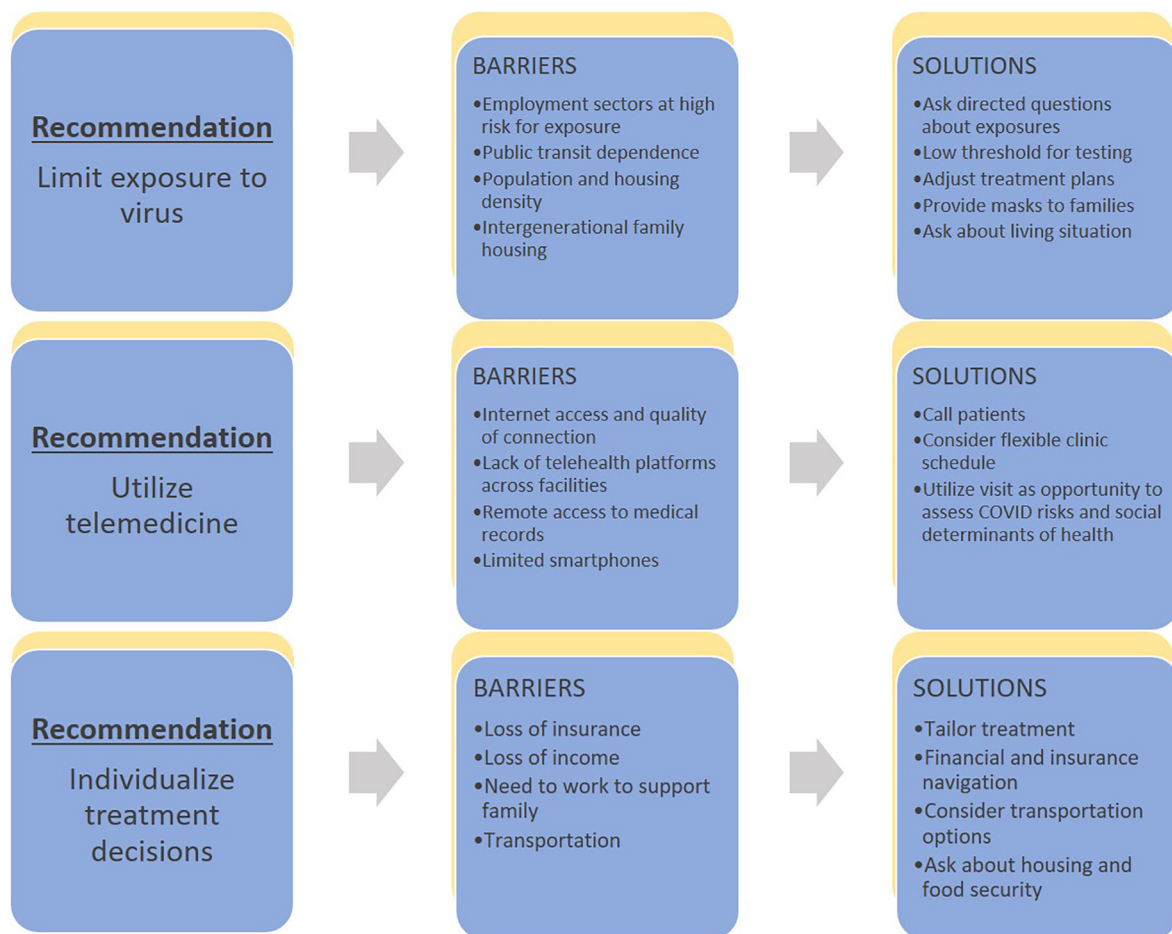 Recommendation
Limit exposure to
virus
BARRIERS
•Employment sectors at high
risk for exposure
•Public transit dependence
•Population and housing
density
•Intergenerational family
housing
SOLUTIONS
•Ask directed questions
about exposures
•Low threshold for testing
•Adjust treatment plans
•Provide masks to families
•Ask about living situation
Recommendation
Utilize
telemedicine
BARRIERS
•Internet access and quality
of connection
•Lack of telehealth platforms
across facilities
•Remote access to medical
records
•Limited smartphones
SOLUTIONS
•Call patients
•Consider flexible clinic
schedule
•Utilize visit as opportunity to
assess COVID risks and social
determinants of health
Recommendation
Individualize
treatment
decisions
BARRIERS
•Loss of insurance
•Loss of income
•Need to work to support
family
•Transportation
SOLUTIONS
•Tailor treatment
•Financial and insurance
navigation
•Consider transportation
options
•Ask about housing and
food security